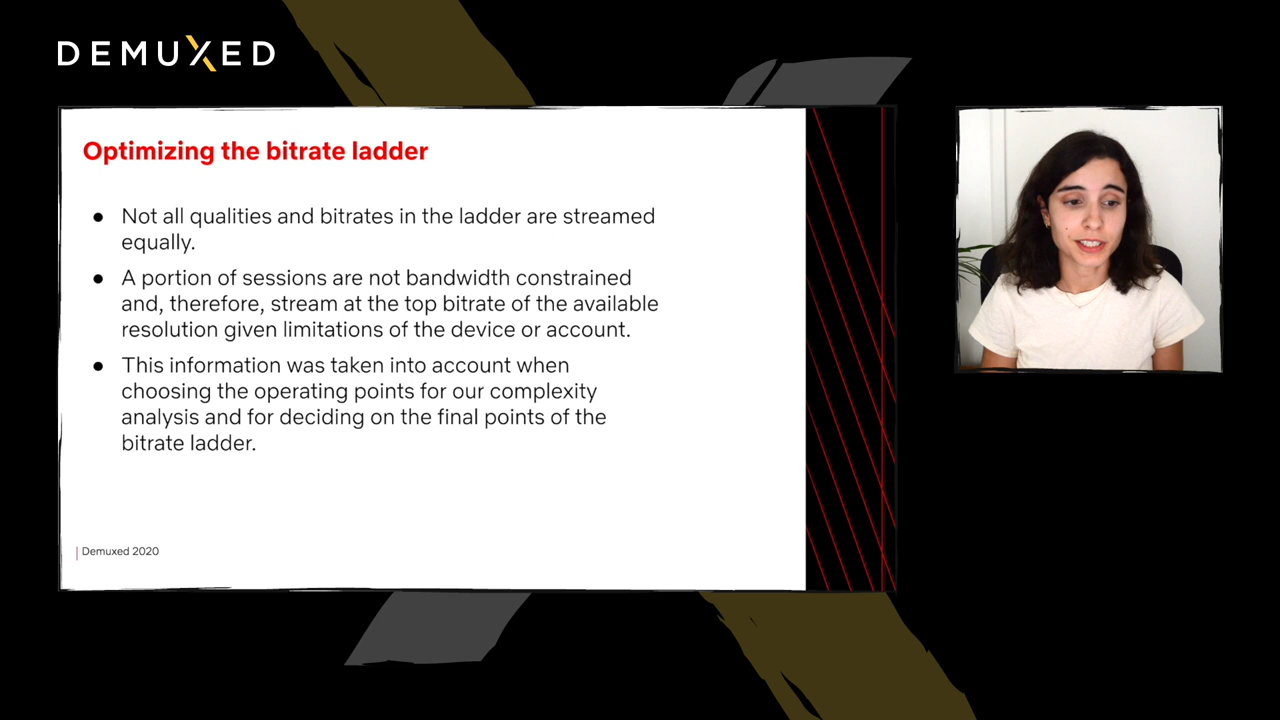 DEMUXED
Optimizing the bitrate ladder
● Not all qualities and bitrates in the ladder are streamed
equally.
● A portion of sessions are not bandwidth constrained
and, therefore, stream at the top bitrate of the available
resolution given limitations of the device or account.
● This information was taken into account when
choosing the operating points for our complexity
analysis and for deciding on the final points of the
bitrate ladder.
Demuxed 2020